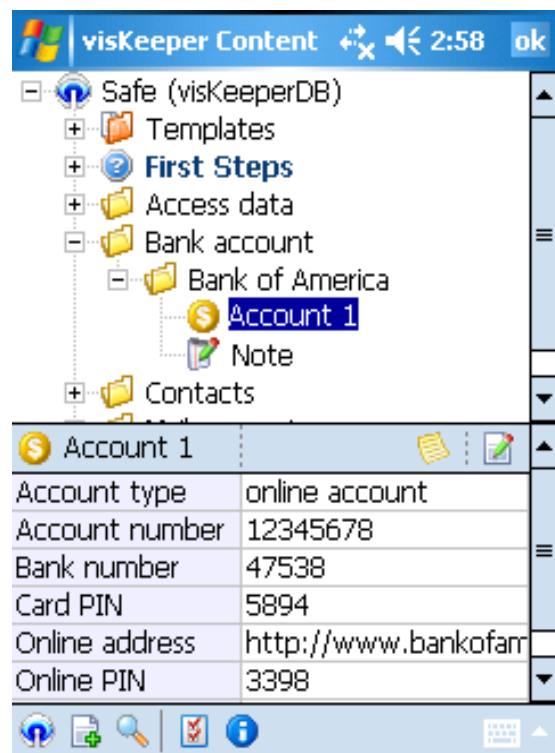 visKeeper Content 2:58 ok
Safe (visKeeperDB)
Templates
First Steps
Access data
Bank account
Bank of America
Account 1
Note
Contacts
Account 1
Account type online account
Account number 12345678
Bank number 47538
Card PIN 5894
Online address http://www.bankofam
Online PIN 3398